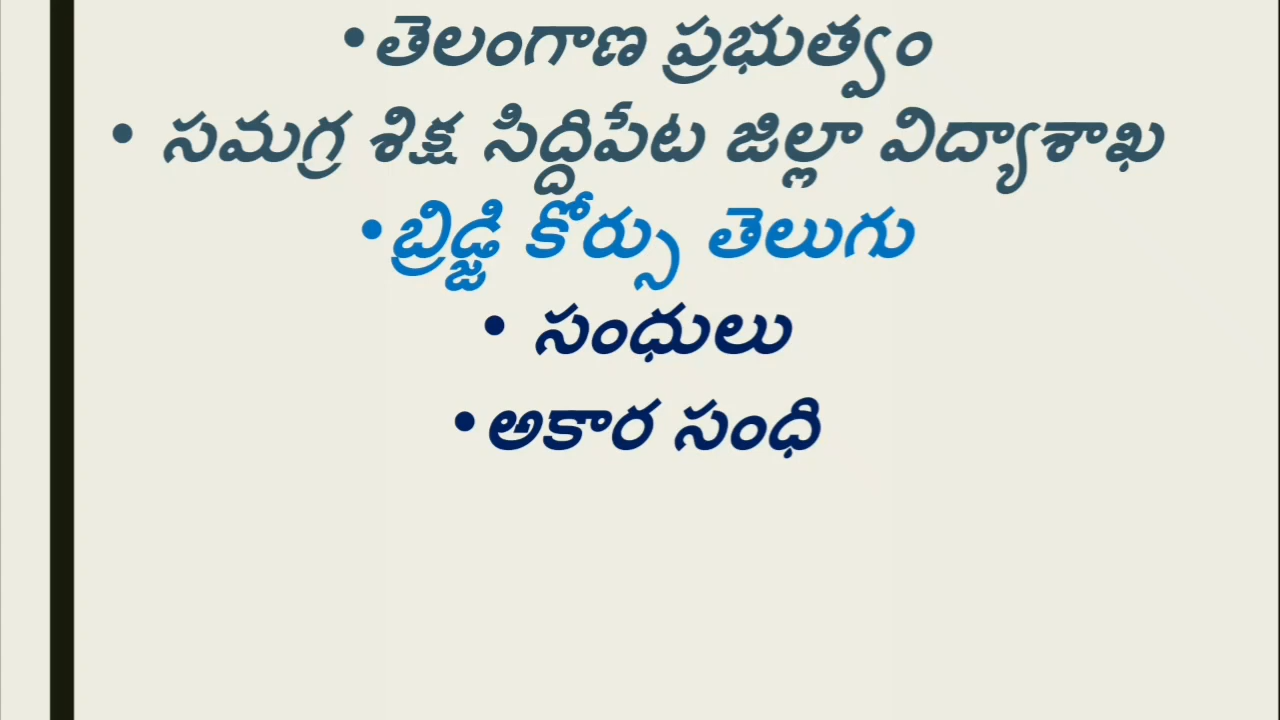 •తెలంగాణ ప్రభుత్వం
• సమగ్ర శిక్ష సిద్దిపేట జిల్లా విద్యాశాఖ
•బ్రిడ్జి కోర్సు తెలుగు
• సంధులు
•అకార సంధి